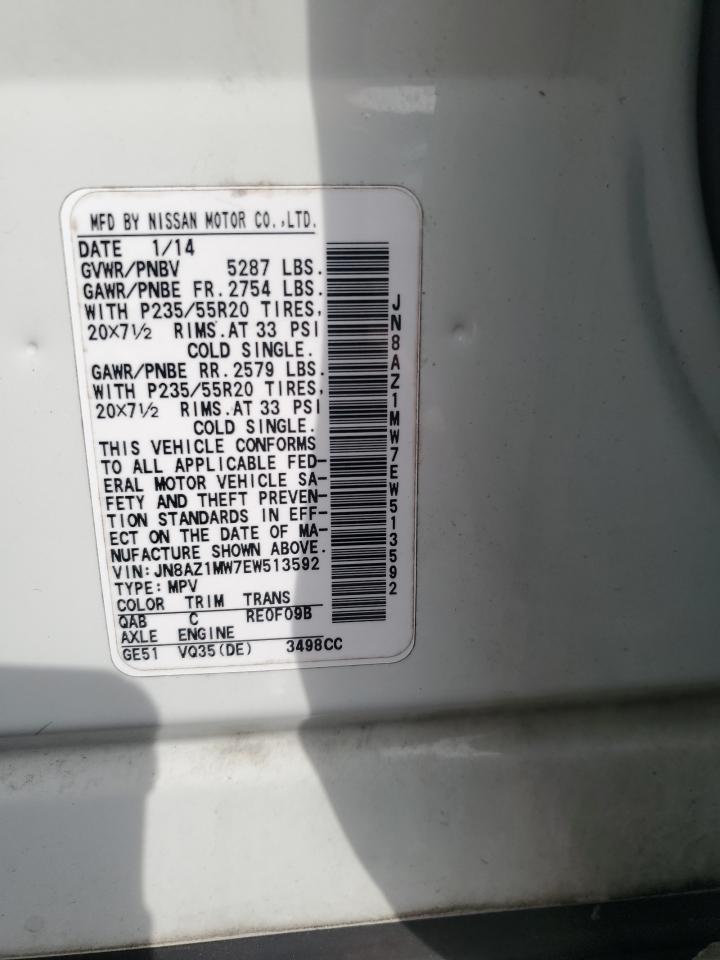 MFD BY NISSAN MOTOR CO.,LTD.
DATE 1/14
GVWR/PNBV 5287 LBS.
GAWR/PNBE FR. 2754 LBS.
WITH P235/55R20 TIRES,
20X7½ RIMS.AT 33 PSI
COLD SINGLE.
GAWR/PNBE RR. 2579 LBS.
WITH P235/55R20 TIRES,
20X7½ RIMS.AT 33 PSI
COLD SINGLE.
THIS VEHICLE CONFORMS
TO ALL APPLICABLE FED-
ERAL MOTOR VEHICLE SA-
FETY AND THEFT PREVEN-
TION STANDARDS IN EFF-
ECT ON THE DATE OF MA-
NUFACTURE SHOWN ABOVE.
VIN:JN8AZ1MW7EW513592
TYPE:MPV
COLOR TRIM TRANS
QAB C RE0F09B
AXLE ENGINE
GE51 VQ35(DE) 3498CC
JN8AZ1MW7EW513592